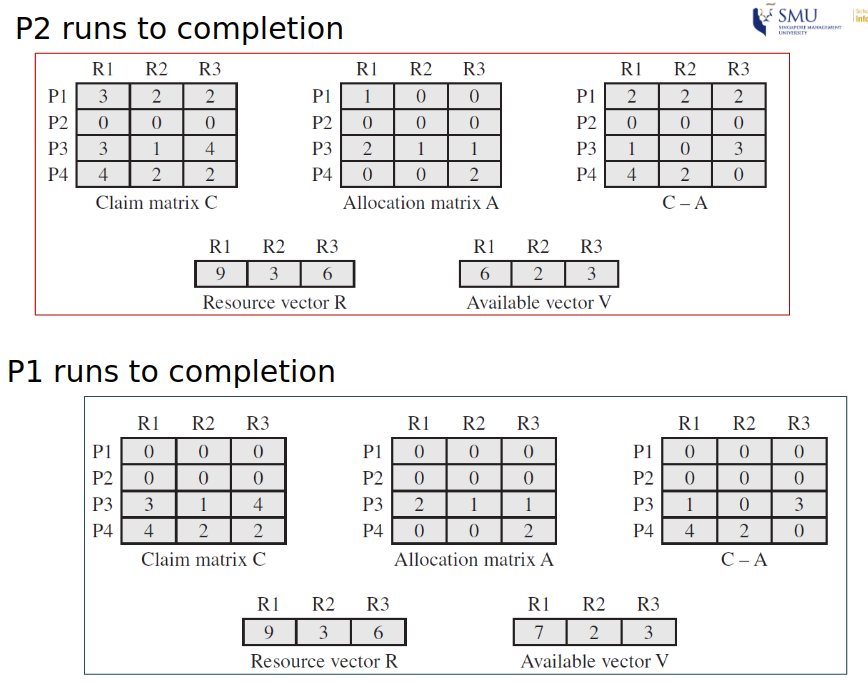 P2 runs to completion
SMU
SINGAPORE MANAGEMENT
UNIVERSITY
R1 R2 R3 R1 R2 R3 R1 R2 R3
P1 3 2 2 P1 1 0 0 P1 2 2 2
P2 0 0 0 P2 0 0 0 P2 0 0 0
P3 3 1 4 P3 2 1 1 P3 1 0 3
P4 4 2 2 P4 0 0 2 P4 4 2 0
Claim matrix C Allocation matrix A C – A
R1 R2 R3 R1 R2 R3
9 3 6 6 2 3
Resource vector R Available vector V
P1 runs to completion
R1 R2 R3 R1 R2 R3 R1 R2 R3
P1 0 0 0 P1 0 0 0 P1 0 0 0
P2 0 0 0 P2 0 0 0 P2 0 0 0
P3 3 1 4 P3 2 1 1 P3 1 0 3
P4 4 2 2 P4 0 0 2 P4 4 2 0
Claim matrix C Allocation matrix A C – A
R1 R2 R3 R1 R2 R3
9 3 6 7 2 3
Resource vector R Available vector V